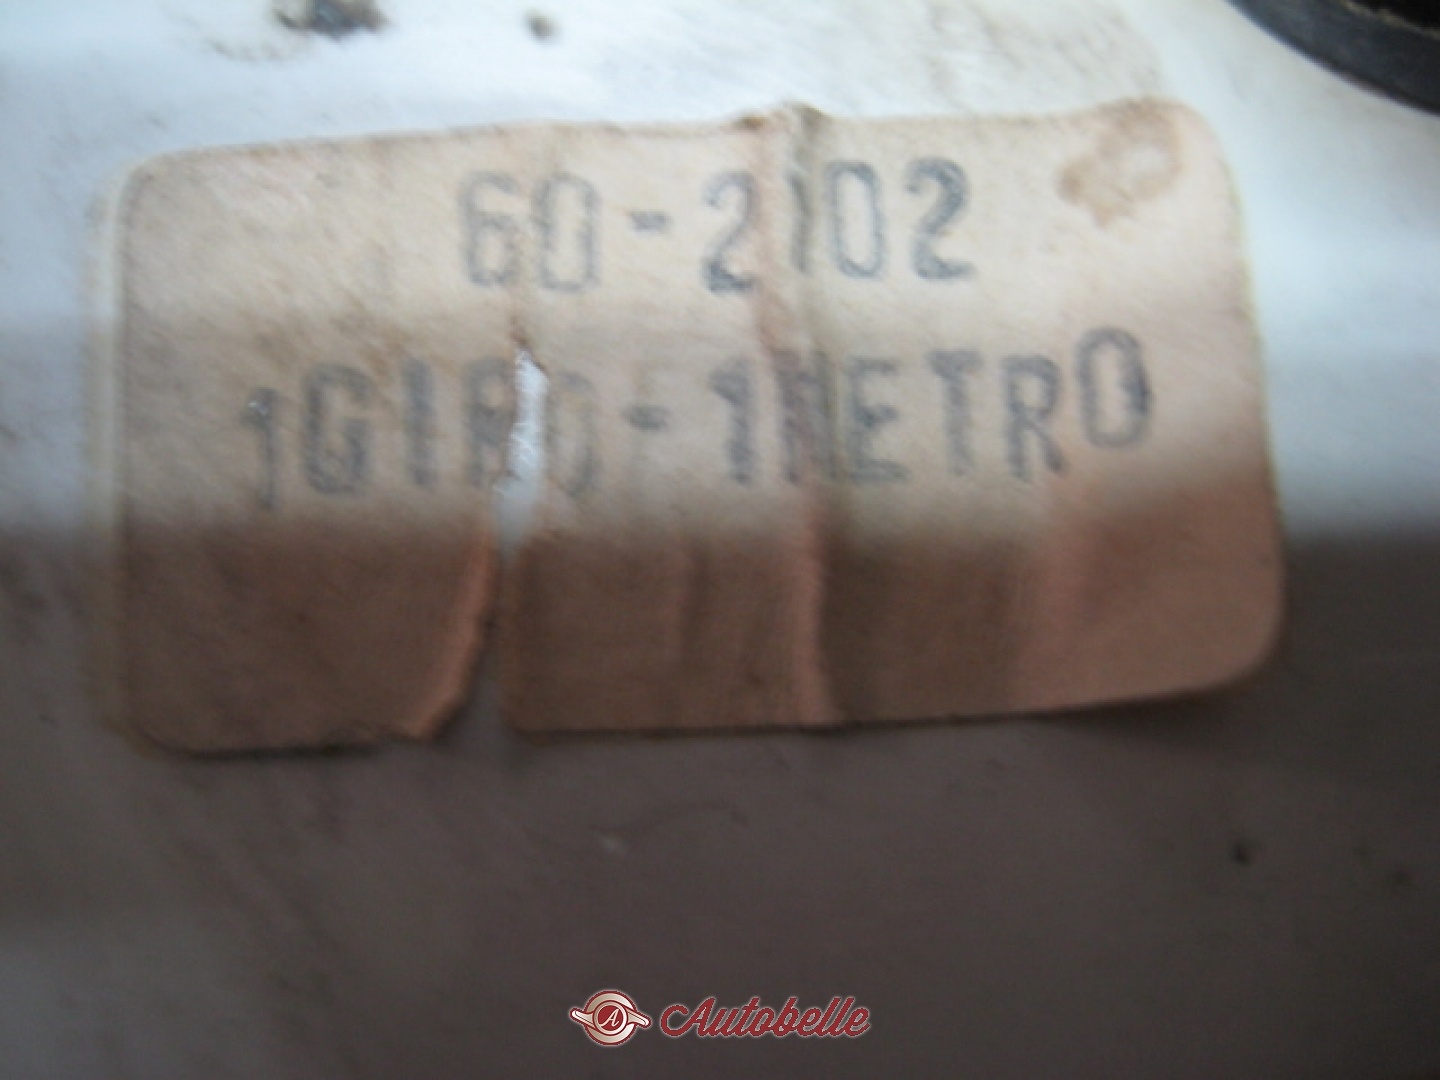 60-2102
1GIRO-1METRO
A
Autobelle